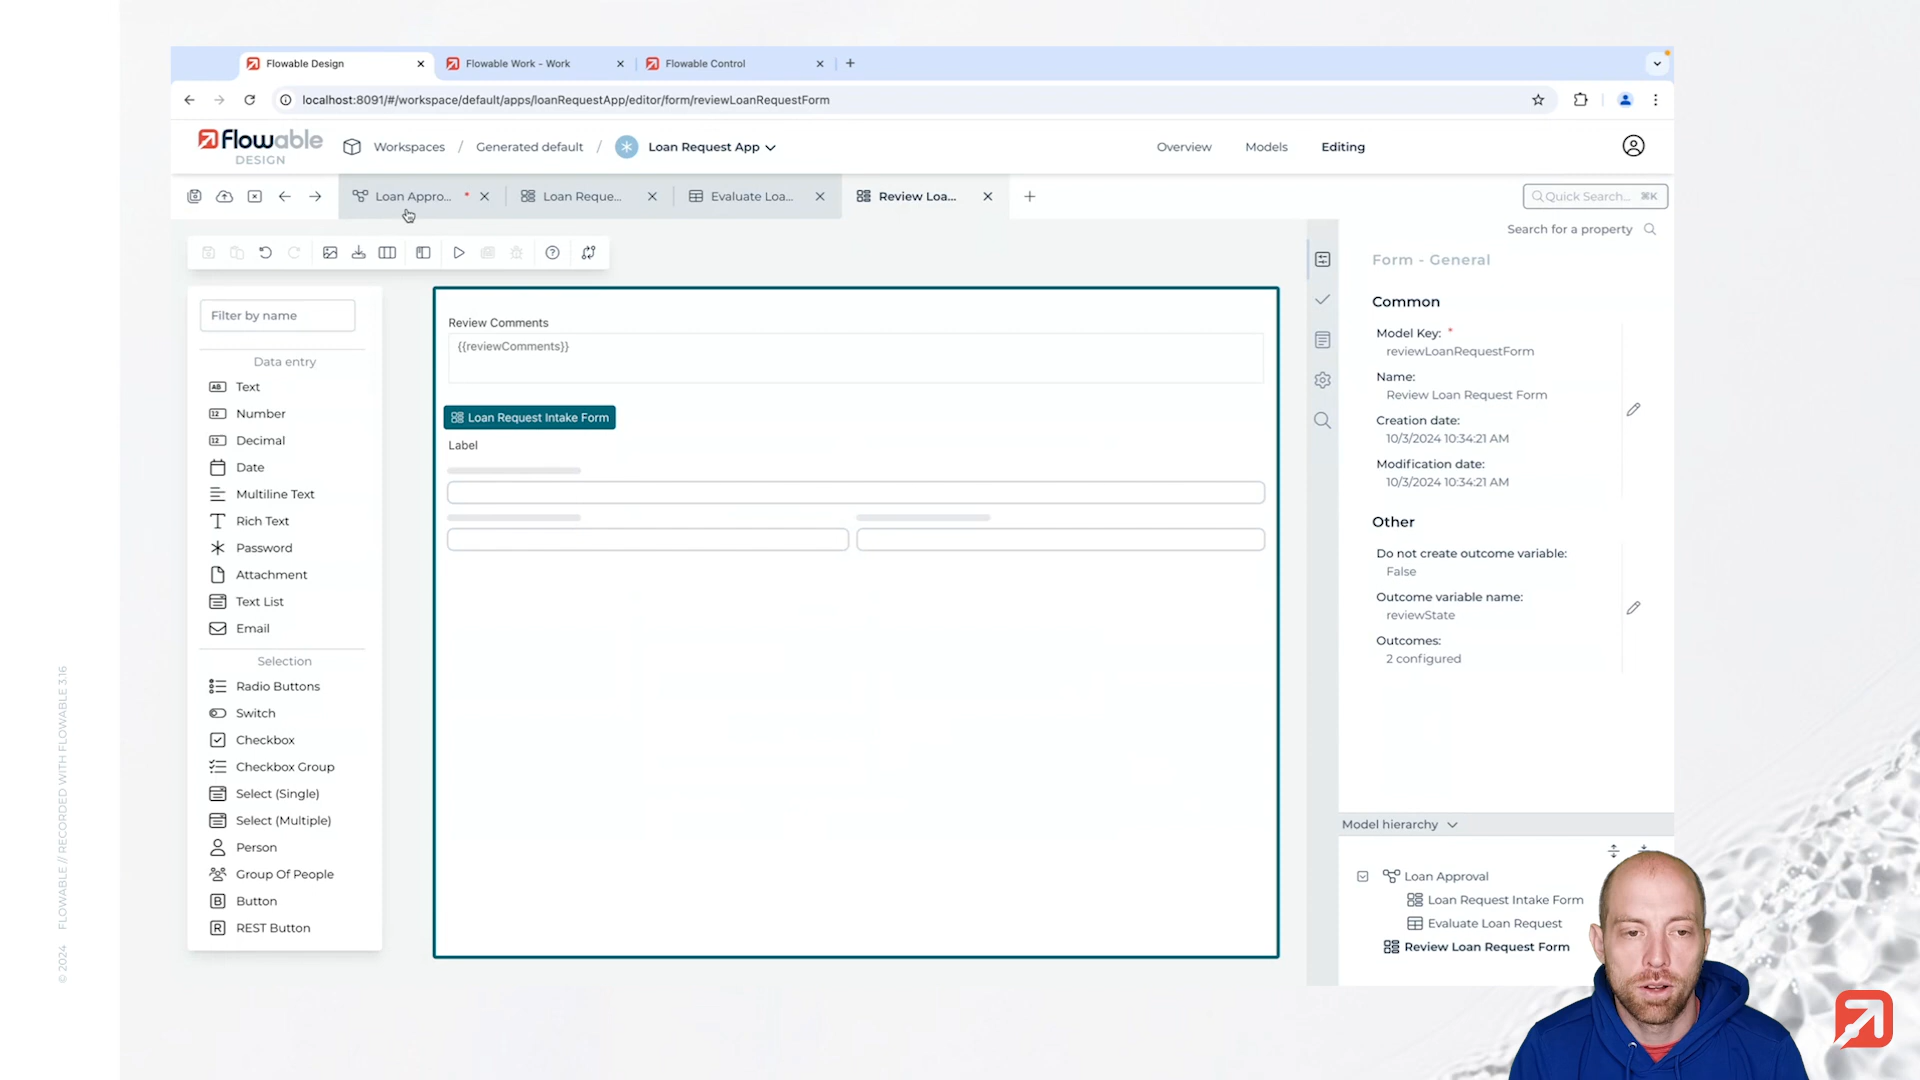 Flowable Design
Flowable Work - Work
Flowable Control
localhost:8091/#/workspace/default/apps/loanRequestApp/editor/form/reviewLoanRequestForm
Flowable
DESIGN
Workspaces / Generated default / Loan Request App
Overview
Models
Editing
Loan Appro... *
Loan Reque...
Evaluate Loa...
Review Loa...
Quick Search... ⌘K
Search for a property
Filter by name
Data entry
Text
Number
Decimal
Date
Multiline Text
Rich Text
Password
Attachment
Text List
Email
Selection
Radio Buttons
Switch
Checkbox
Checkbox Group
Select (Single)
Select (Multiple)
Person
Group Of People
Button
REST Button
Review Comments
{{reviewComments}}
Loan Request Intake Form
Label
Form - General
Common
Model Key: *
reviewLoanRequestForm
Name:
Review Loan Request Form
Creation date:
10/3/2024 10:34:21 AM
Modification date:
10/3/2024 10:34:21 AM
Other
Do not create outcome variable:
False
Outcome variable name:
reviewState
Outcomes:
2 configured
Model hierarchy
Loan Approval
Loan Request Intake Form
Evaluate Loan Request
Review Loan Request Form
© 2024 FLOWABLE // RECORDED WITH FLOWABLE 3.16